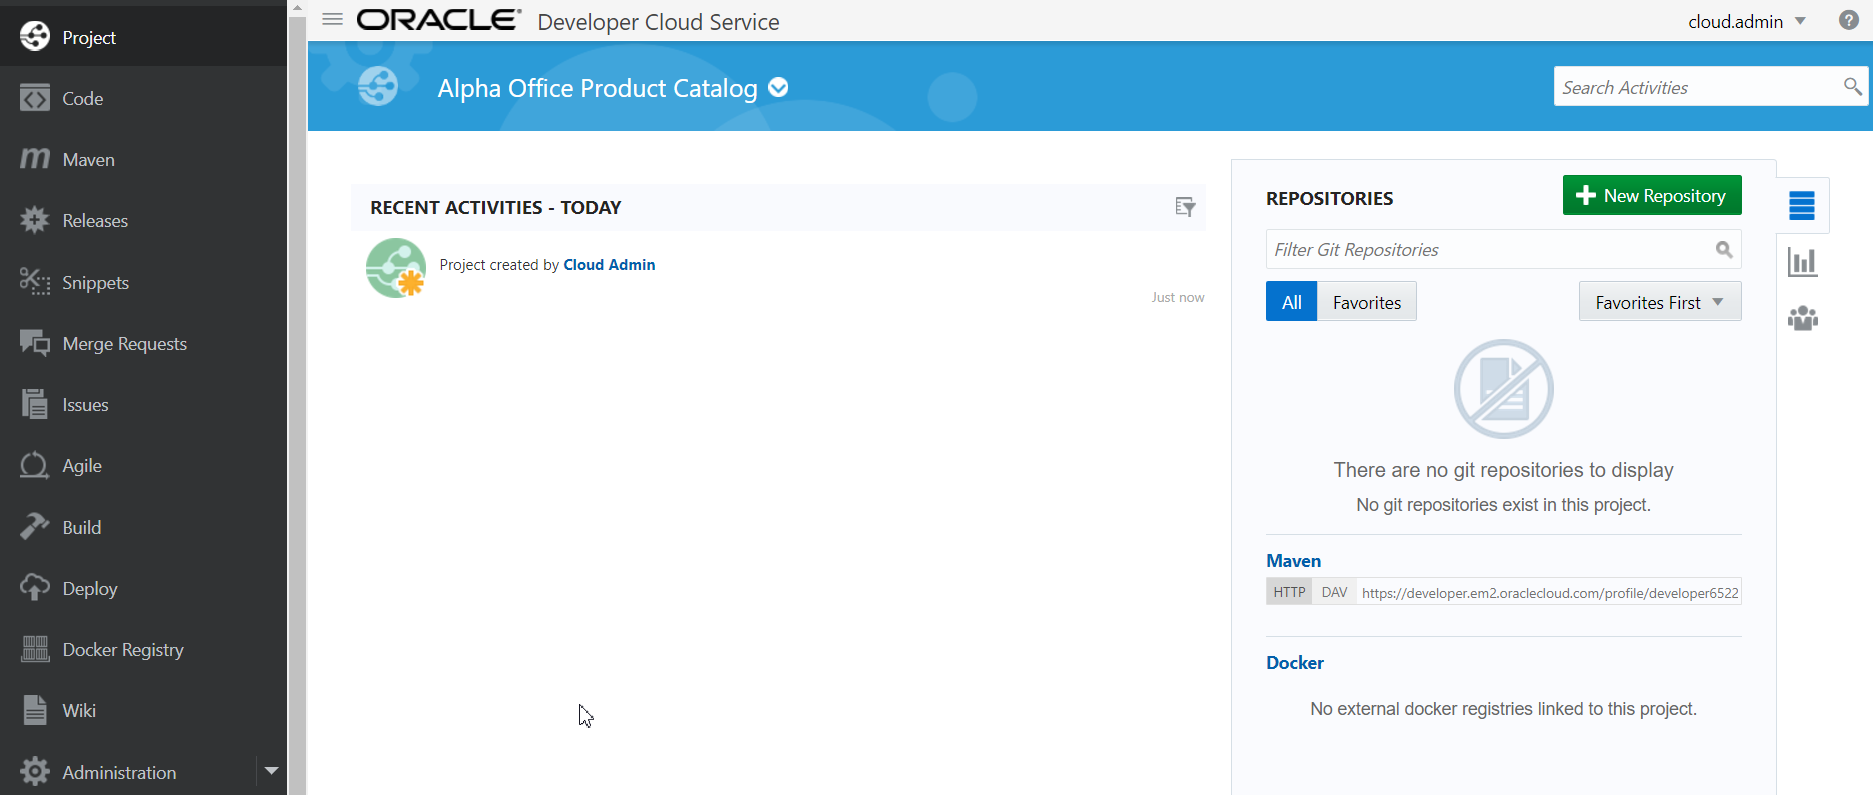 Project
Code
Maven
Releases
Snippets
Merge Requests
Issues
Agile
Build
Deploy
Docker Registry
Wiki
Administration
ORACLE® Developer Cloud Service
cloud.admin
?
Alpha Office Product Catalog
Search Activities
RECENT ACTIVITIES - TODAY
Project created by Cloud Admin
Just now
REPOSITORIES
New Repository
Filter Git Repositories
All Favorites
Favorites First
There are no git repositories to display
No git repositories exist in this project.
Maven
HTTP DAV https://developer.em2.oraclecloud.com/profile/developer6522
Docker
No external docker registries linked to this project.